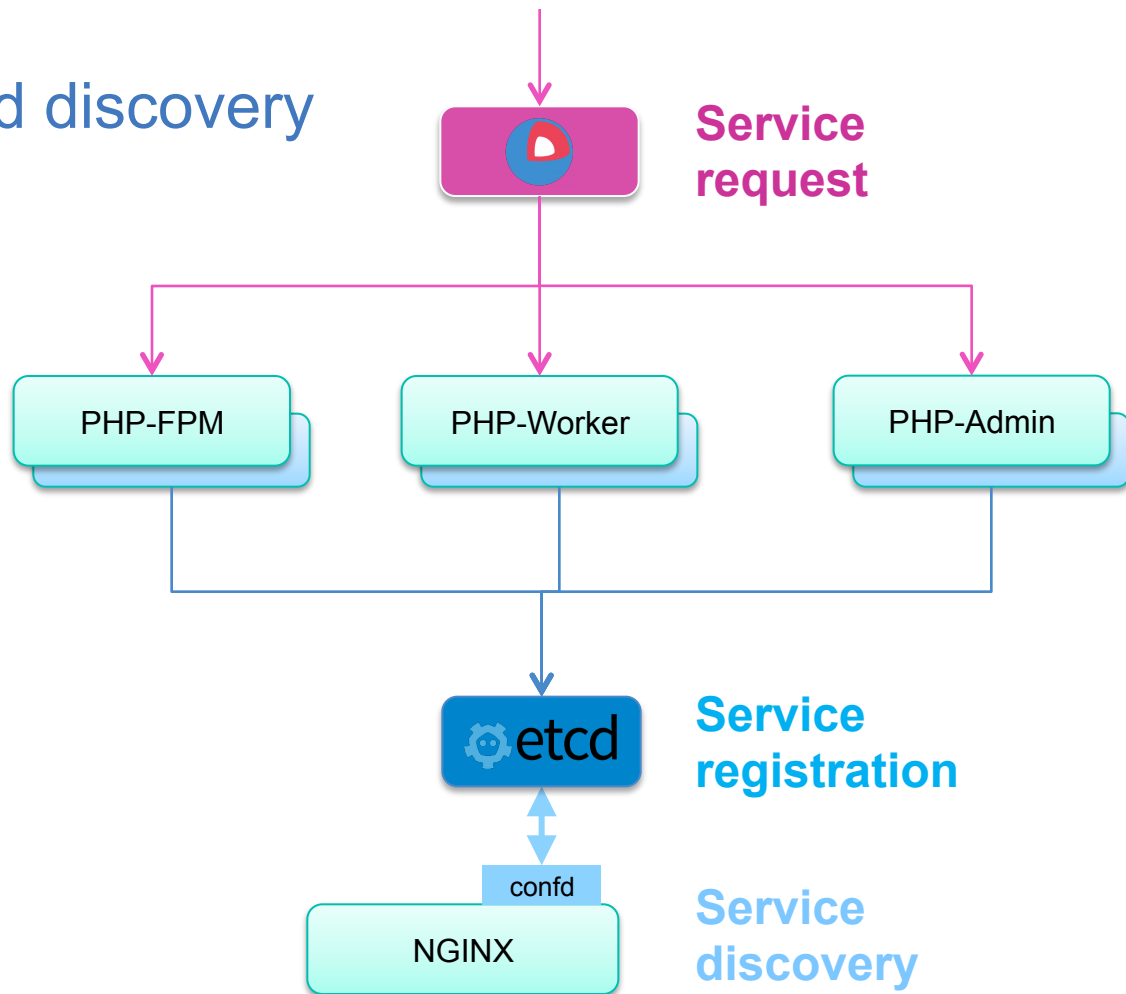 d discovery
Service
request
PHP-FPM
PHP-Worker
PHP-Admin
etcd
Service
registration
confd
NGINX
Service
discovery